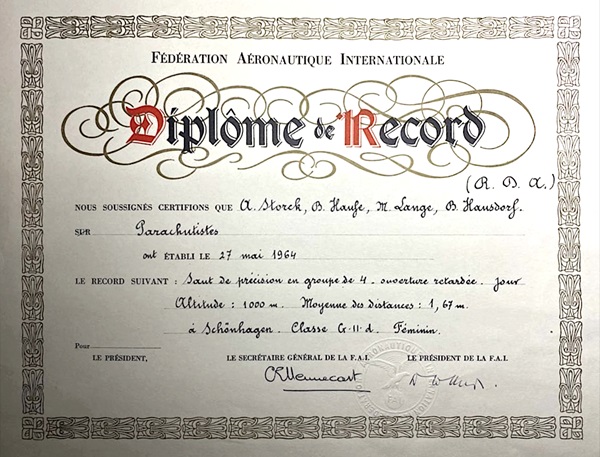 FÉDÉRATION AÉRONAUTIQUE INTERNATIONALE
Diplôme de Record
(R. D. A.)
NOUS SOUSSIGNÉS CERTIFIONS QUE A. Storck, B. Haufe, M. Lange, B. Hausdorf.
SUR Parachutistes
ont ÉTABLI LE 27 mai 1964
LE RECORD SUIVANT : Saut de précision en groupe de 4 - ouverture retardée - jour
Altitude : 1000 m. Moyenne des distances : 1,67 m.
à Schönhagen. Classe G-II-d. Féminin.
Pour
LE PRÉSIDENT, LE SECRÉTAIRE GÉNÉRAL DE LA F.A.I. LE PRÉSIDENT DE LA F.A.I.